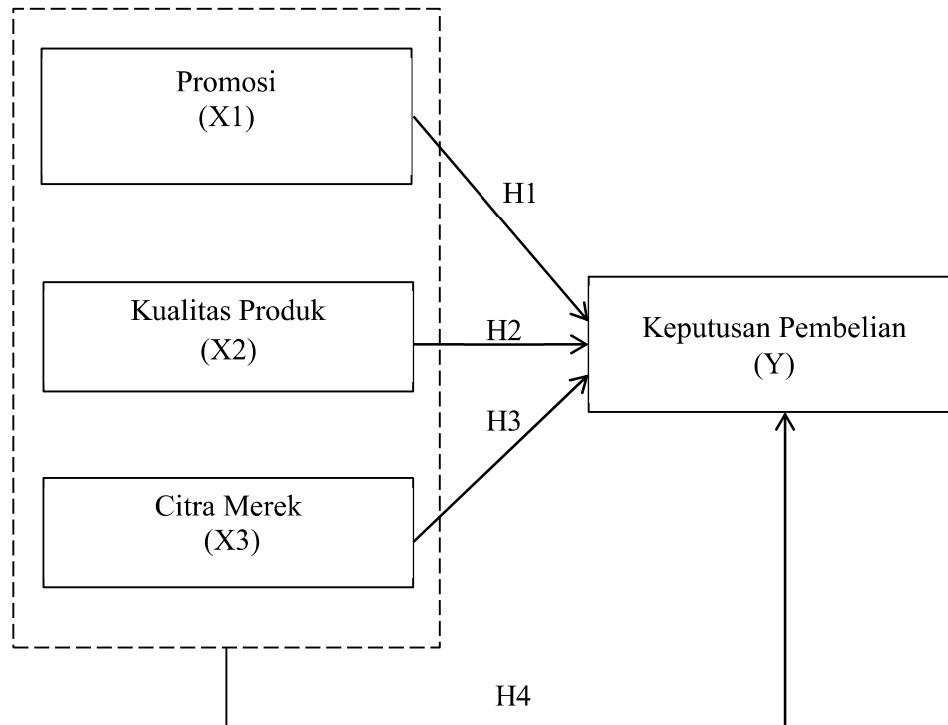 Promosi
(X1)
H1
Kualitas Produk
(X2)
H2
Keputusan Pembelian
(Y)
H3
Citra Merek
(X3)
H4